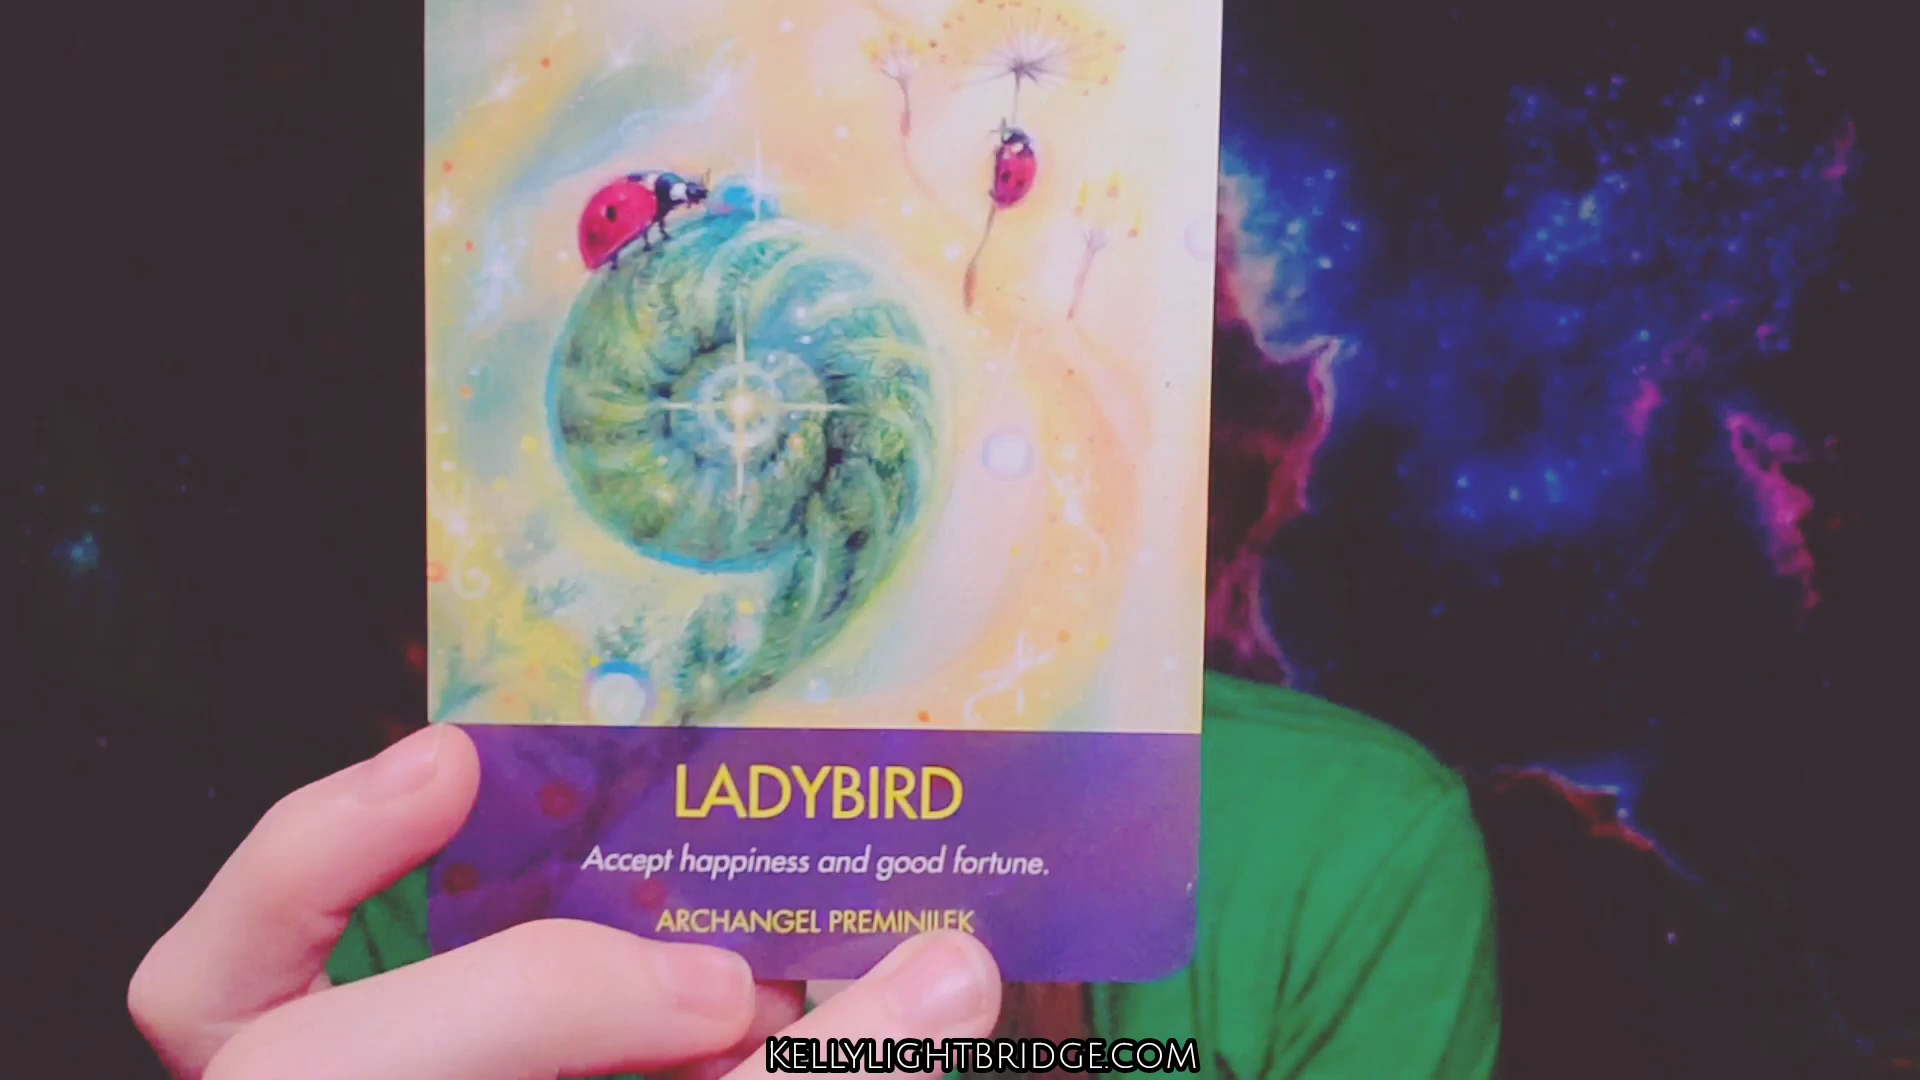 LADYBIRD
Accept happiness and good fortune.
ARCHANGEL PREMINILEK
KELLYLIGHTBRIDGE.COM